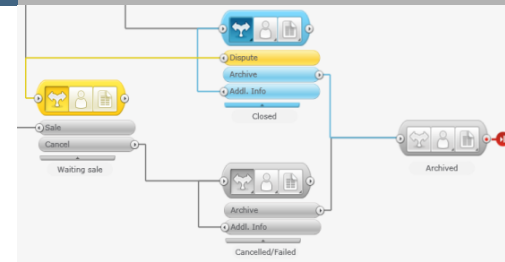 Dispute
Archive
Addl. Info
Closed
Sale
Cancel
Waiting sale
Archived
Archive
Addl. Info
Cancelled/Failed